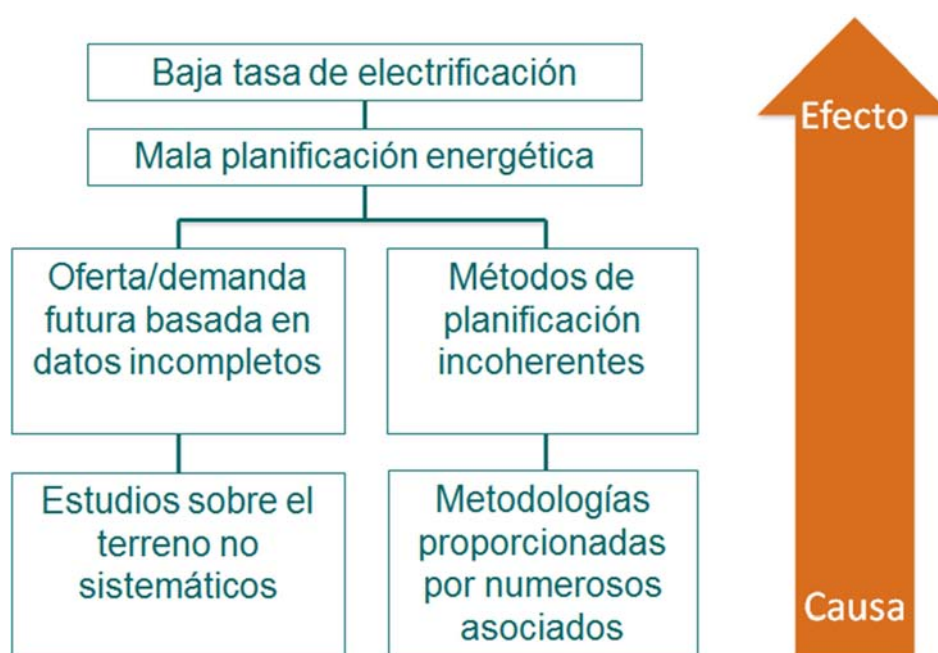 Baja tasa de electrificación
Mala planificación energética
Oferta/demanda
futura basada en
datos incompletos
Métodos de
planificación
incoherentes
Estudios sobre el
terreno no
sistemáticos
Metodologías
proporcionadas
por numerosos
asociados
Efecto
Causa